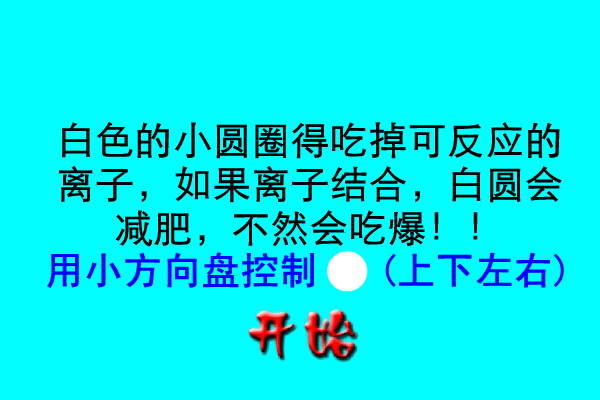 白色的小圆圈得吃掉可反应的
离子，如果离子结合，白圆会
减肥，不然会吃爆！！
用小方向盘控制 (上下左右)
开始